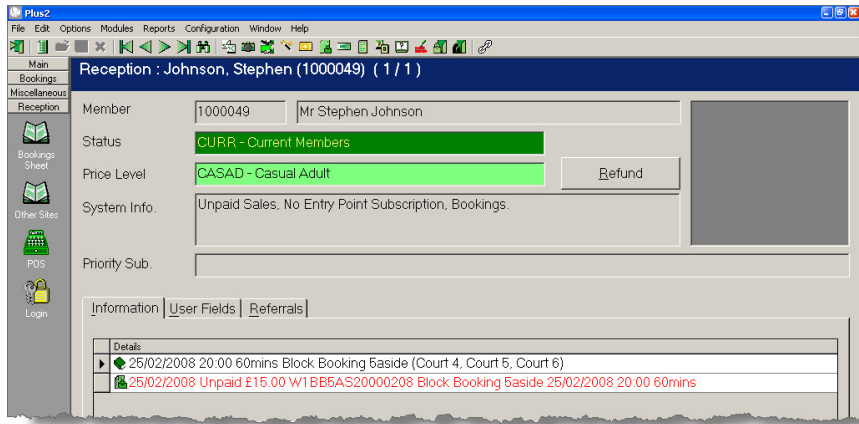 Plus2
File Edit Options Modules Reports Configuration Window Help
Main
Bookings
Miscellaneous
Reception
Bookings
Sheet
Other Sites
POS
Login
Reception : Johnson, Stephen (1000049) ( 1 / 1 )
Member 1000049 Mr Stephen Johnson
Status CURR - Current Members
Price Level CASAD - Casual Adult Refund
System Info. Unpaid Sales, No Entry Point Subscription, Bookings.
Priority Sub.
Information User Fields Referrals
Details
25/02/2008 20:00 60mins Block Booking 5aside (Court 4, Court 5, Court 6)
25/02/2008 Unpaid £15.00 W1BB5AS20000208 Block Booking 5aside 25/02/2008 20:00 60mins